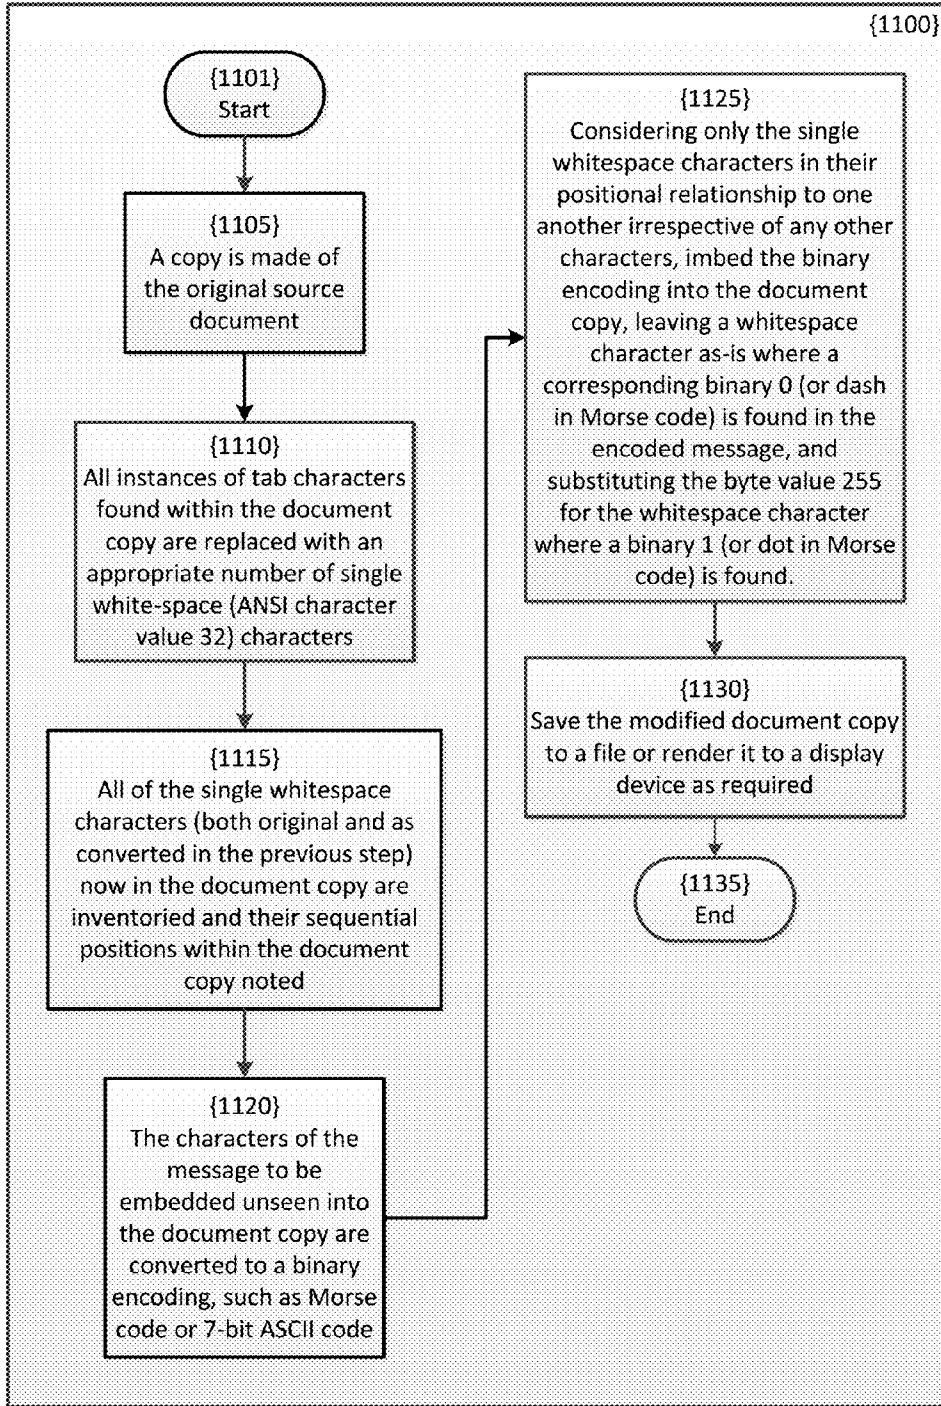 {1100}
{1101}
Start
{1105}
A copy is made of
the original source
document
{1110}
All instances of tab characters
found within the document
copy are replaced with an
appropriate number of single
white-space (ANSI character
value 32) characters
{1115}
All of the single whitespace
characters (both original and as
converted in the previous step)
now in the document copy are
inventoried and their sequential
positions within the document
copy noted
{1120}
The characters of the
message to be
embedded unseen into
the document copy are
converted to a binary
encoding, such as Morse
code or 7-bit ASCII code
{1125}
Considering only the single
whitespace characters in their
positional relationship to one
another irrespective of any other
characters, imbed the binary
encoding into the document
copy, leaving a whitespace
character as-is where a
corresponding binary 0 (or dash
in Morse code) is found in the
encoded message, and
substituting the byte value 255
for the whitespace character
where a binary 1 (or dot in Morse
code) is found.
{1130}
Save the modified document copy
to a file or render it to a display
device as required
{1135}
End